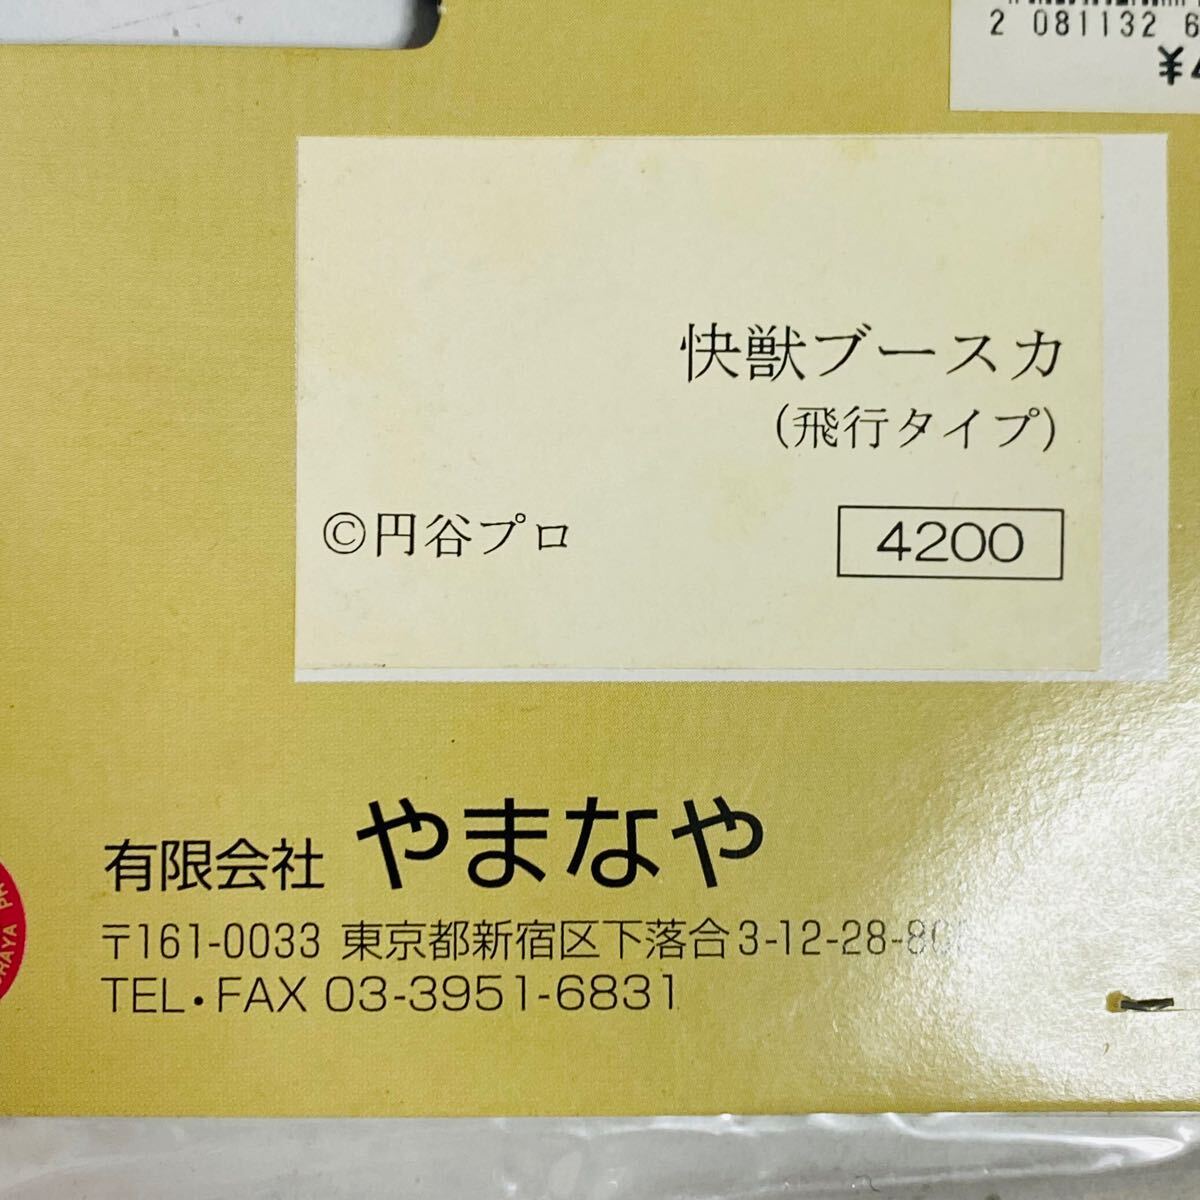 2 081132 6
¥
快獣ブースカ
(飛行タイプ)
©円谷プロ
4200
有限会社 やまなや
〒161-0033 東京都新宿区下落合3-12-28-
TEL・FAX 03-3951-6831